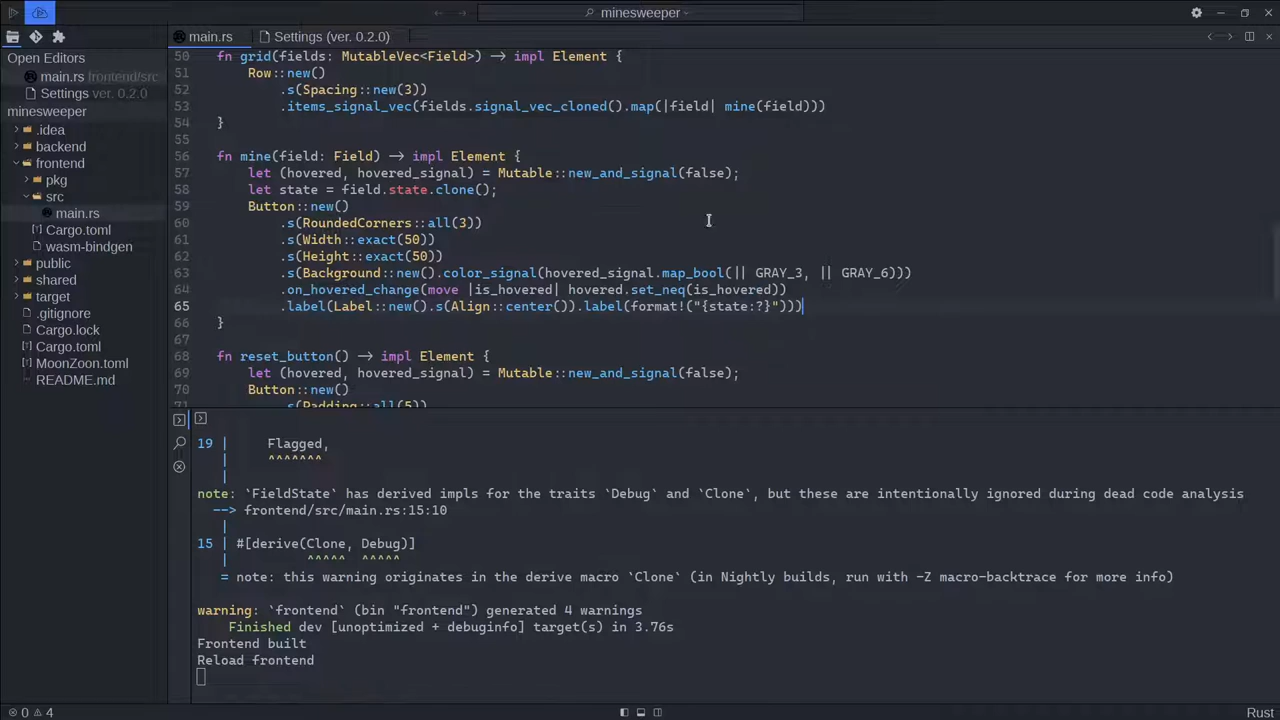 minesweeper
main.rs
Settings (ver. 0.2.0)
Open Editors
main.rs frontend/src
Settings ver. 0.2.0
minesweeper
.idea
backend
frontend
pkg
src
main.rs
Cargo.toml
wasm-bindgen
public
shared
target
.gitignore
Cargo.lock
Cargo.toml
MoonZoon.toml
README.md
50 fn grid(fields: MutableVec<Field>) -> impl Element {
51 Row::new()
52 .s(Spacing::new(3))
53 .items_signal_vec(fields.signal_vec_cloned().map(|field| mine(field)))
54 }
55
56 fn mine(field: Field) -> impl Element {
57 let (hovered, hovered_signal) = Mutable::new_and_signal(false);
58 let state = field.state.clone();
59 Button::new()
60 .s(RoundedCorners::all(3))
61 .s(Width::exact(50))
62 .s(Height::exact(50))
63 .s(Background::new().color_signal(hovered_signal.map_bool(|| GRAY_3, || GRAY_6)))
64 .on_hovered_change(move |is_hovered| hovered.set_neq(is_hovered))
65 .label(Label::new().s(Align::center()).label(format!("{state:?}")))
66 }
67
68 fn reset_button() -> impl Element {
69 let (hovered, hovered_signal) = Mutable::new_and_signal(false);
70 Button::new()
71 .s(Padding::all(5))
19 | Flagged,
| ^^^^^^^
|
note: `FieldState` has derived impls for the traits `Debug` and `Clone`, but these are intentionally ignored during dead code analysis
--> frontend/src/main.rs:15:10
|
15 | #[derive(Clone, Debug)]
| ^^^^^ ^^^^^
= note: this warning originates in the derive macro `Clone` (in Nightly builds, run with -Z macro-backtrace for more info)
warning: `frontend` (bin "frontend") generated 4 warnings
Finished dev [unoptimized + debuginfo] target(s) in 3.76s
Frontend built
Reload frontend
0 4
Rust